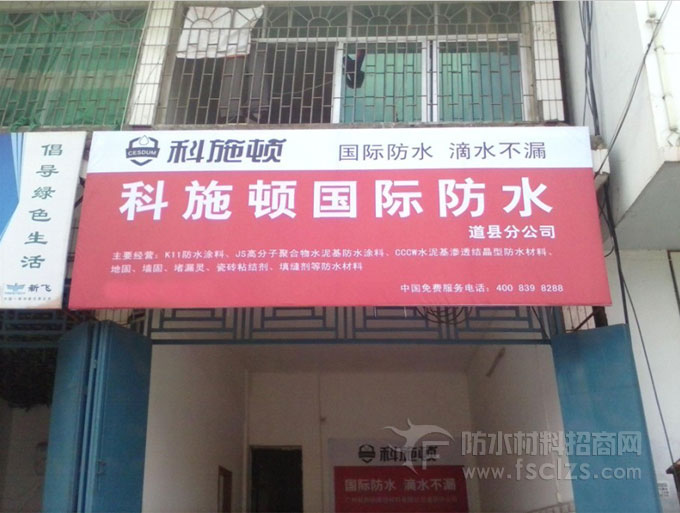 倡导绿色生活
新飞
CESDUN
科施顿
国际防水 滴水不漏
科施顿国际防水
道县分公司
主要经营：K11防水涂料、JS高分子聚合物水泥基防水涂料、CCCW水泥基渗透结晶型防水材料、
地固、墙固、堵漏灵、瓷砖粘结剂、填缝剂等防水材料
中国免费服务电话：400 839 8288
科施顿
国际防水 滴水不漏
防水材料招商网
www.fsclzs.com